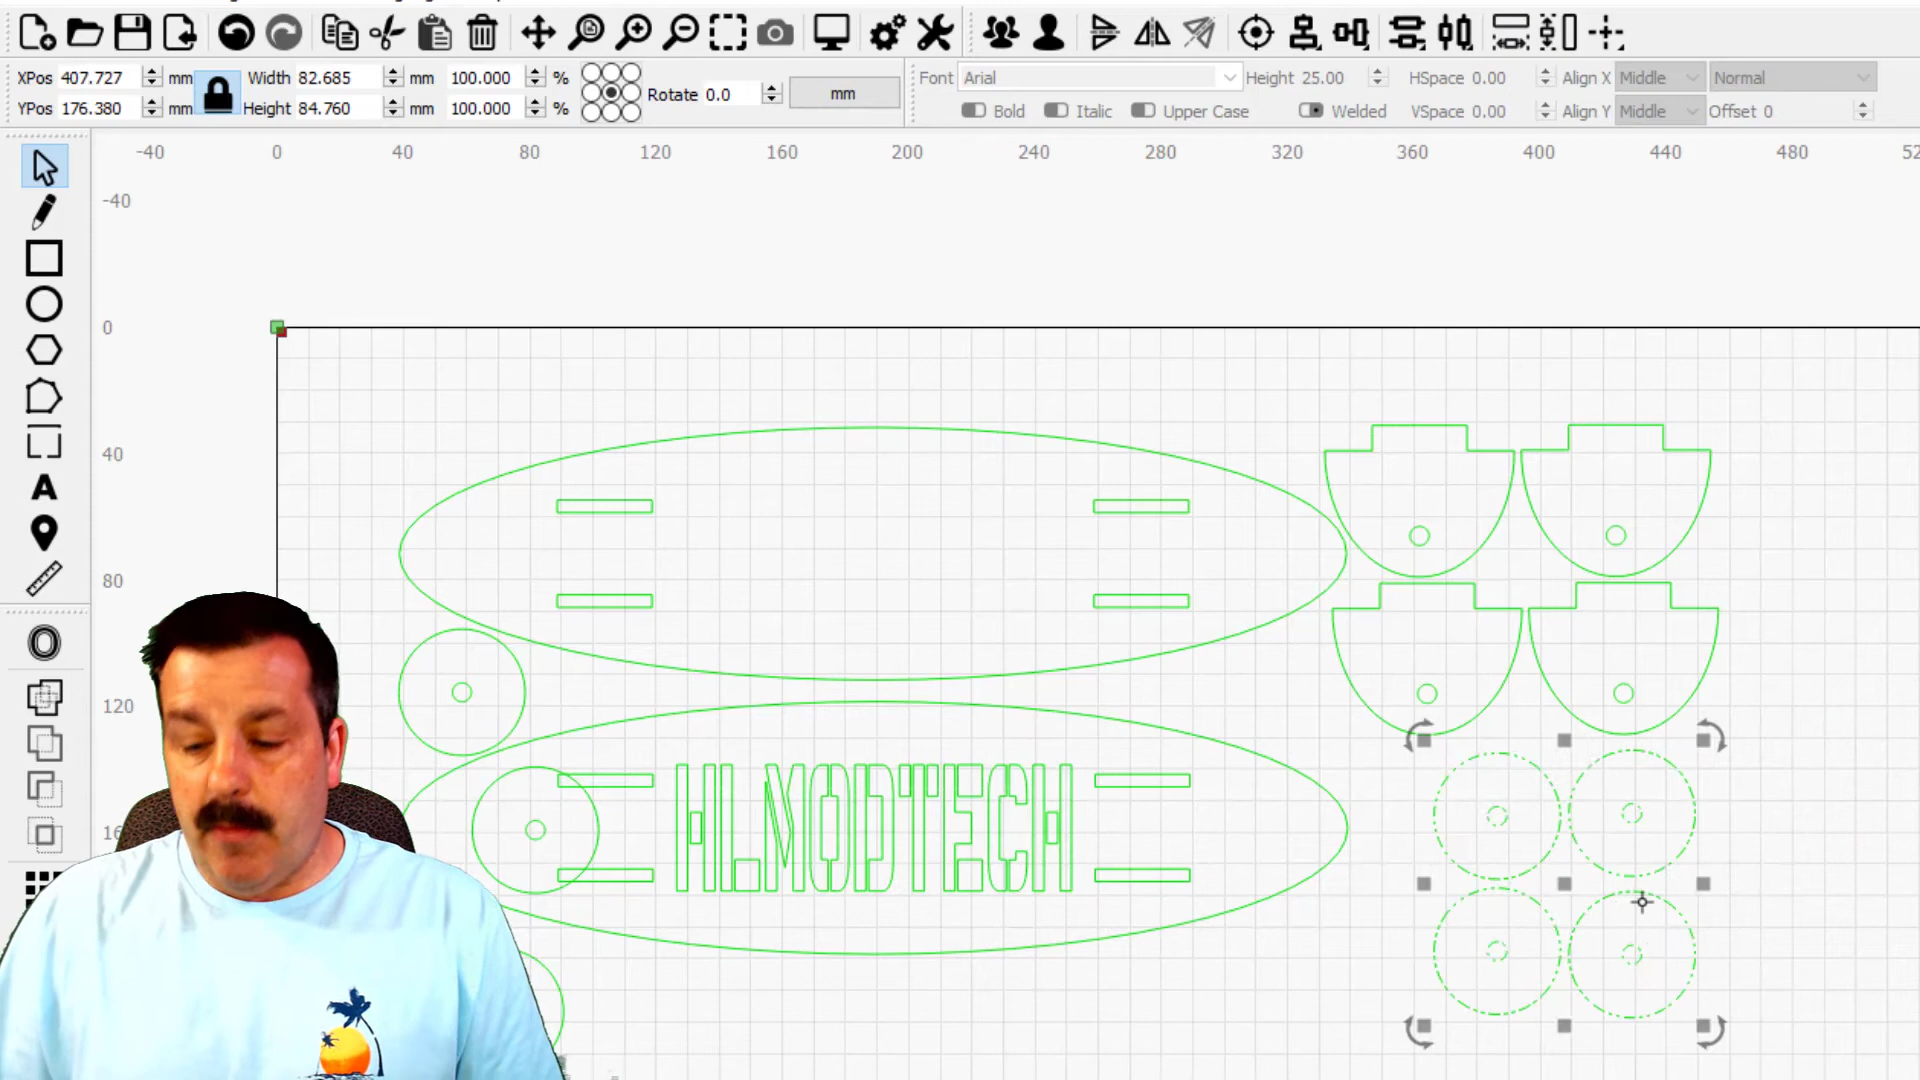 XPos 407.727 mm Width 82.685 mm 100.000 % Rotate 0.0 mm Font Arial Height 25.00 HSpace 0.00 Align X Middle Normal
YPos 176.380 mm Height 84.760 mm 100.000 % Bold Italic Upper Case Welded VSpace 0.00 Align Y Middle Offset 0
-40 0 40 80 120 160 200 240 280 320 360 400 440 480
-40
0
40
80
120
HLMODTECH